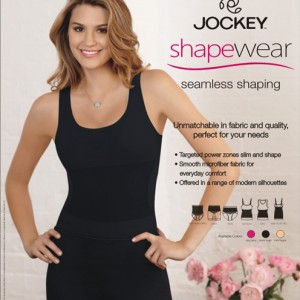 JOCKEY
shapewear
seamless shaping
Unmatchable in fabric and quality,
perfect for your needs
• Targeted power zones slim and shape
• Smooth microfiber fabric for
everyday comfort
• Offered in a range of modern silhouettes